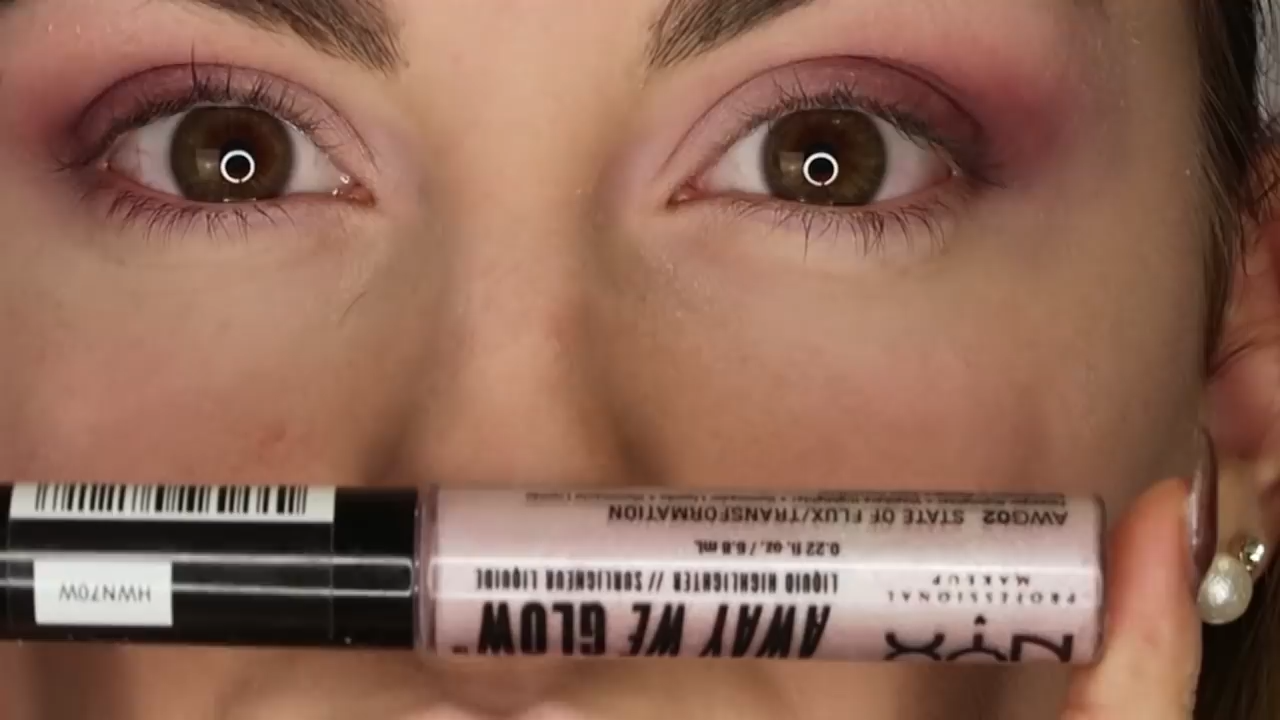 NYX
PROFESSIONAL
MAKEUP
AWAY WE GLOW™
LIQUID HIGHLIGHTER // SURLIGNEUR LIQUIDE
0.22 fl. oz. / 6.8 mL
AWG02 STATE OF FLUX/TRANSFORMATION
HWN70W